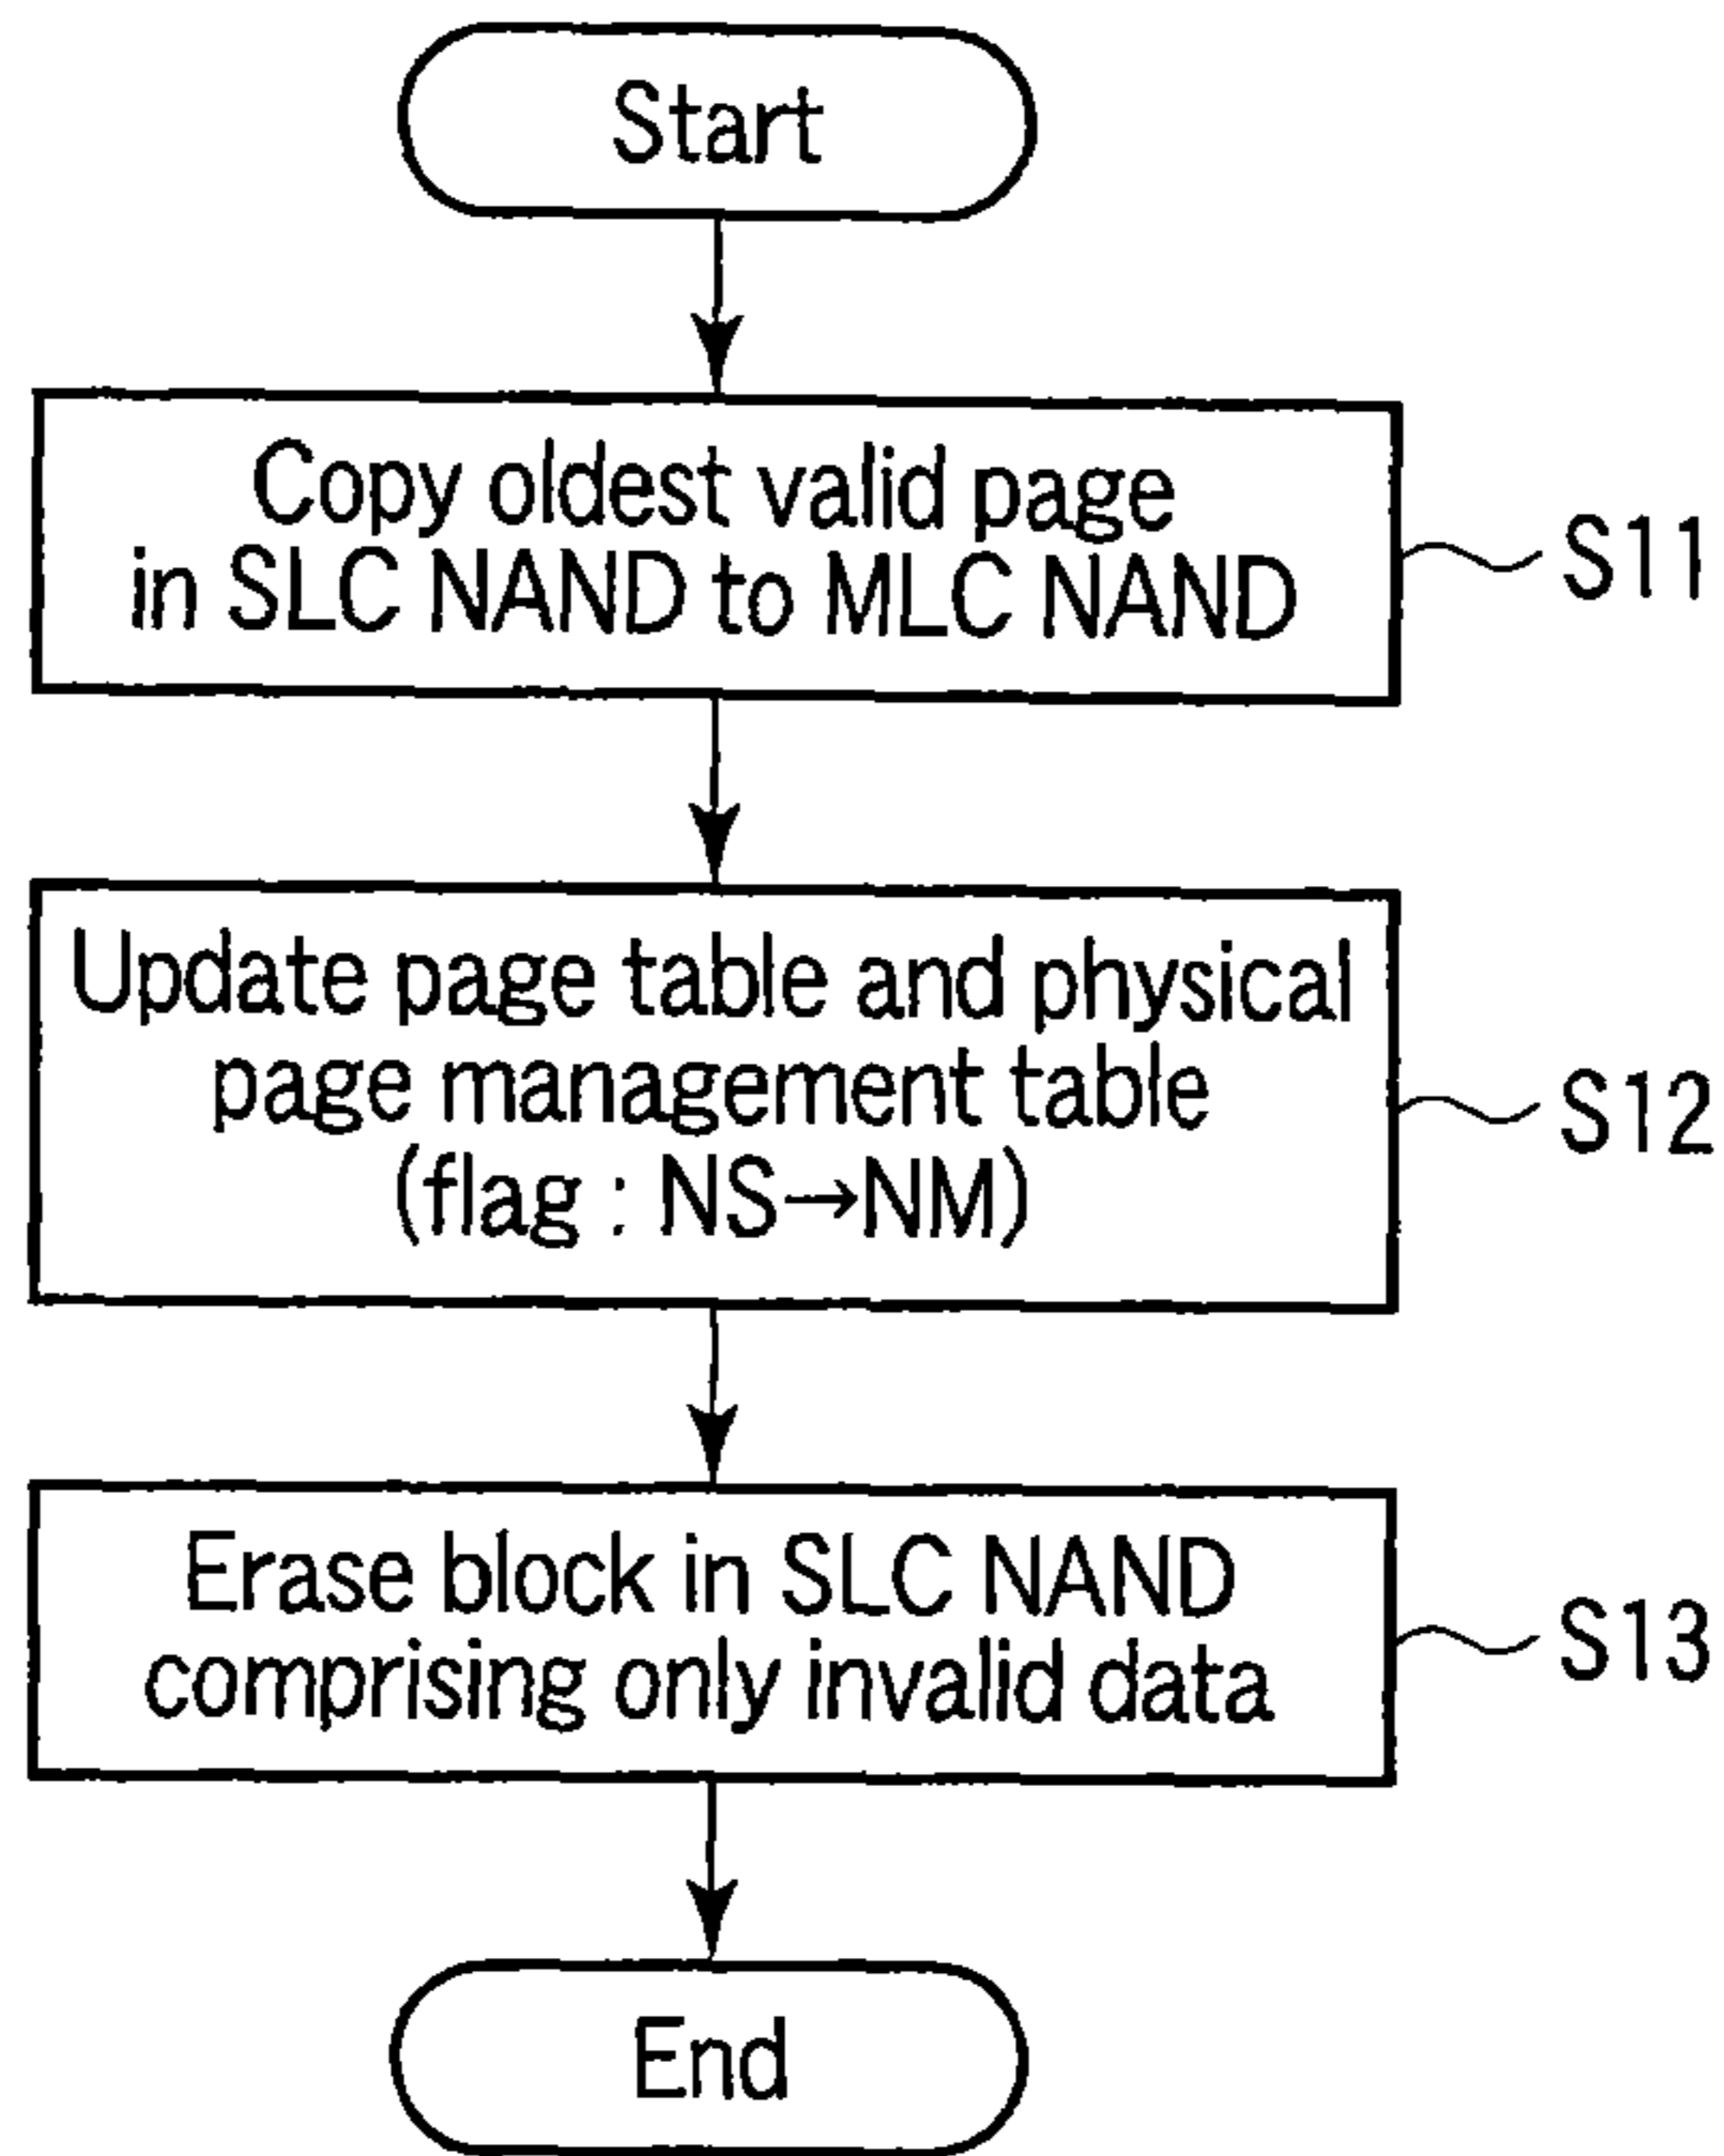 Start
Copy oldest valid page
in SLC NAND to MLC NAND
S11
Update page table and physical
page management table
(flag : NS→NM)
S12
Erase block in SLC NAND
comprising only invalid data
S13
End